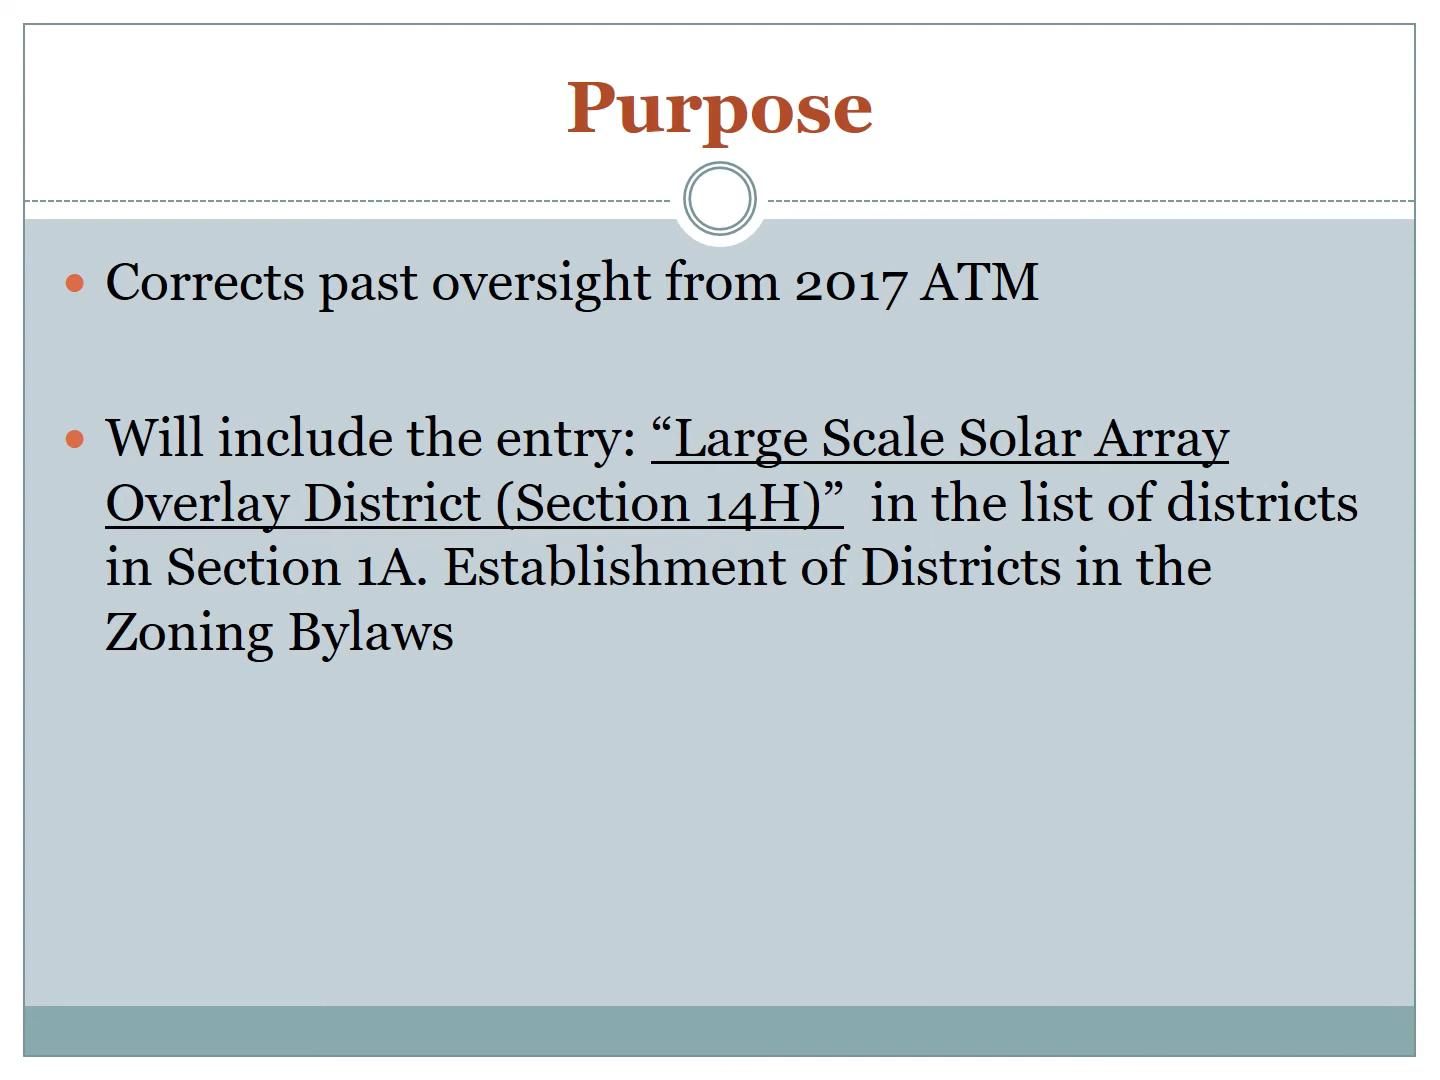 Purpose
• Corrects past oversight from 2017 ATM
• Will include the entry: “Large Scale Solar Array
Overlay District (Section 14H)”  in the list of districts
in Section 1A. Establishment of Districts in the
Zoning Bylaws